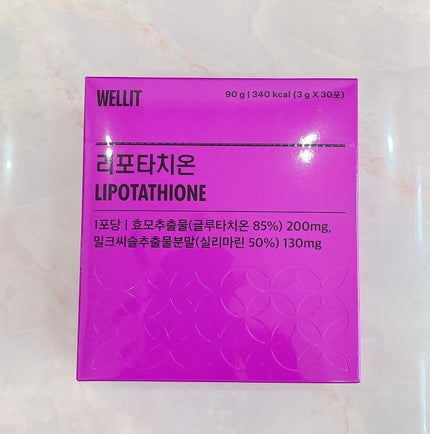 WELLIT
90 g | 340 kcal (3 g X 30포)
리포타치온
LIPOTATHIONE
1포당 | 효모추출물(글루타치온 85%) 200mg,
밀크씨슬추출물분말(실리마린 50%) 130mg